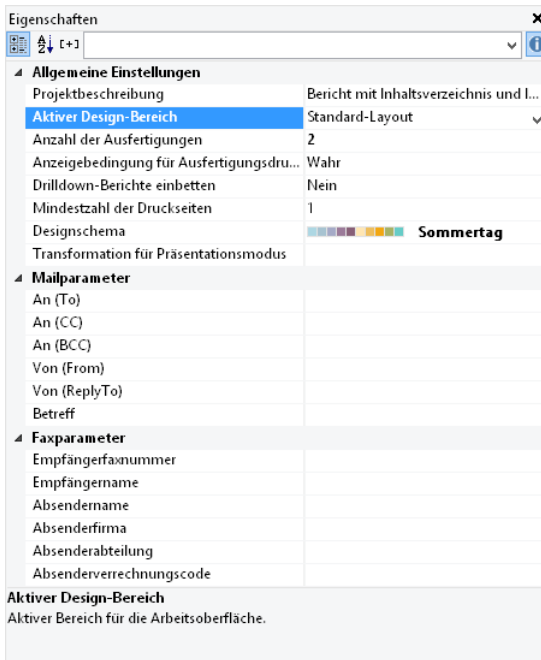 Eigenschaften
[+]
Allgemeine Einstellungen
Projektbeschreibung Bericht mit Inhaltsverzeichnis und I...
Aktiver Design-Bereich Standard-Layout
Anzahl der Ausfertigungen 2
Anzeigebedingung für Ausfertigungsdru... Wahr
Drilldown-Berichte einbetten Nein
Mindestzahl der Druckseiten 1
Designschema Sommertag
Transformation für Präsentationsmodus
Mailparameter
An (To)
An (CC)
An (BCC)
Von (From)
Von (ReplyTo)
Betreff
Faxparameter
Empfängerfaxnummer
Empfängername
Absendername
Absenderfirma
Absenderabteilung
Absenderverrechnungscode
Aktiver Design-Bereich
Aktiver Bereich für die Arbeitsoberfläche.